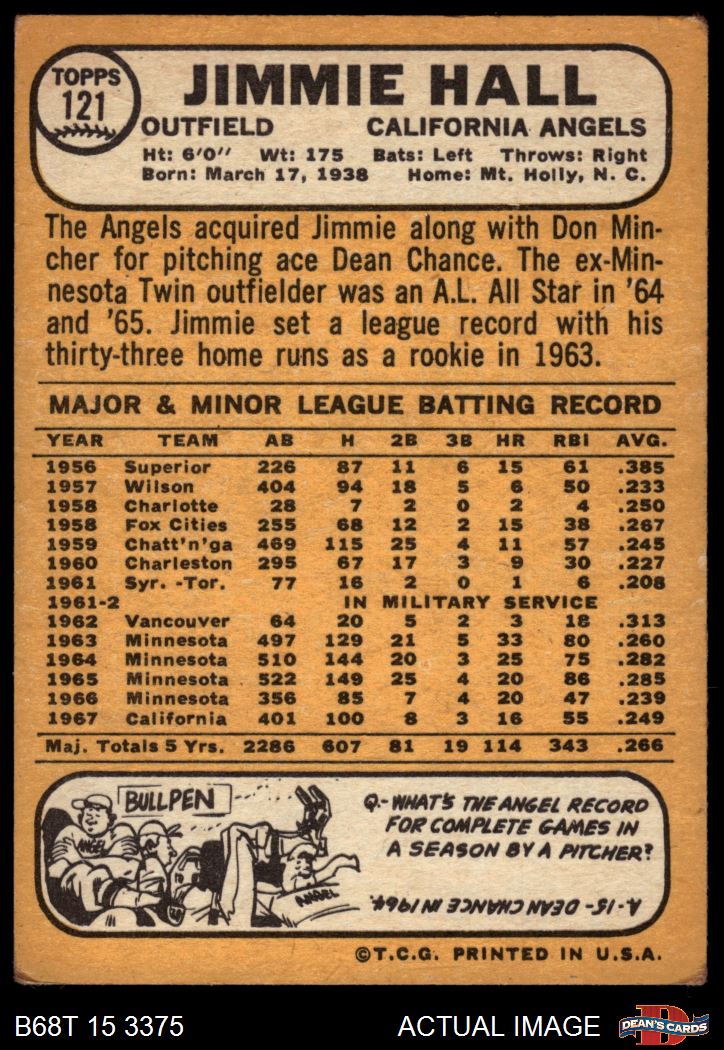 TOPPS
121
JIMMIE HALL
OUTFIELD CALIFORNIA ANGELS
Ht: 6'0" Wt: 175 Bats: Left Throws: Right
Born: March 17, 1938 Home: Mt. Holly, N. C.
The Angels acquired Jimmie along with Don Min-
cher for pitching ace Dean Chance. The ex-Min-
nesota Twin outfielder was an A.L. All Star in '64
and '65. Jimmie set a league record with his
thirty-three home runs as a rookie in 1963.
MAJOR & MINOR LEAGUE BATTING RECORD
YEAR TEAM AB H 2B 3B HR RBI AVG.
1956 Superior 226 87 11 6 15 61 .385
1957 Wilson 404 94 18 5 6 50 .233
1958 Charlotte 28 7 2 0 2 4 .250
1958 Fox Cities 255 68 12 2 15 38 .267
1959 Chatt'n'ga 469 115 25 4 11 57 .245
1960 Charleston 295 67 17 3 9 30 .227
1961 Syr. -Tor. 77 16 2 0 1 6 .208
1961-2 IN MILITARY SERVICE
1962 Vancouver 64 20 5 2 3 18 .313
1963 Minnesota 497 129 21 5 33 80 .260
1964 Minnesota 510 144 20 3 25 75 .282
1965 Minnesota 522 149 25 4 20 86 .285
1966 Minnesota 356 85 7 4 20 47 .239
1967 California 401 100 8 3 16 55 .249
Maj. Totals 5 Yrs. 2286 607 81 19 114 343 .266
BULLPEN
ANGEL
ANGEL
Q.-WHAT'S THE ANGEL RECORD
FOR COMPLETE GAMES IN
A SEASON BY A PITCHER?
A-15- DEAN CHANCE IN 1964.
©T.C.G. PRINTED IN U.S.A.
B68T 15 3375 ACTUAL IMAGE
D
DEAN'S CARDS